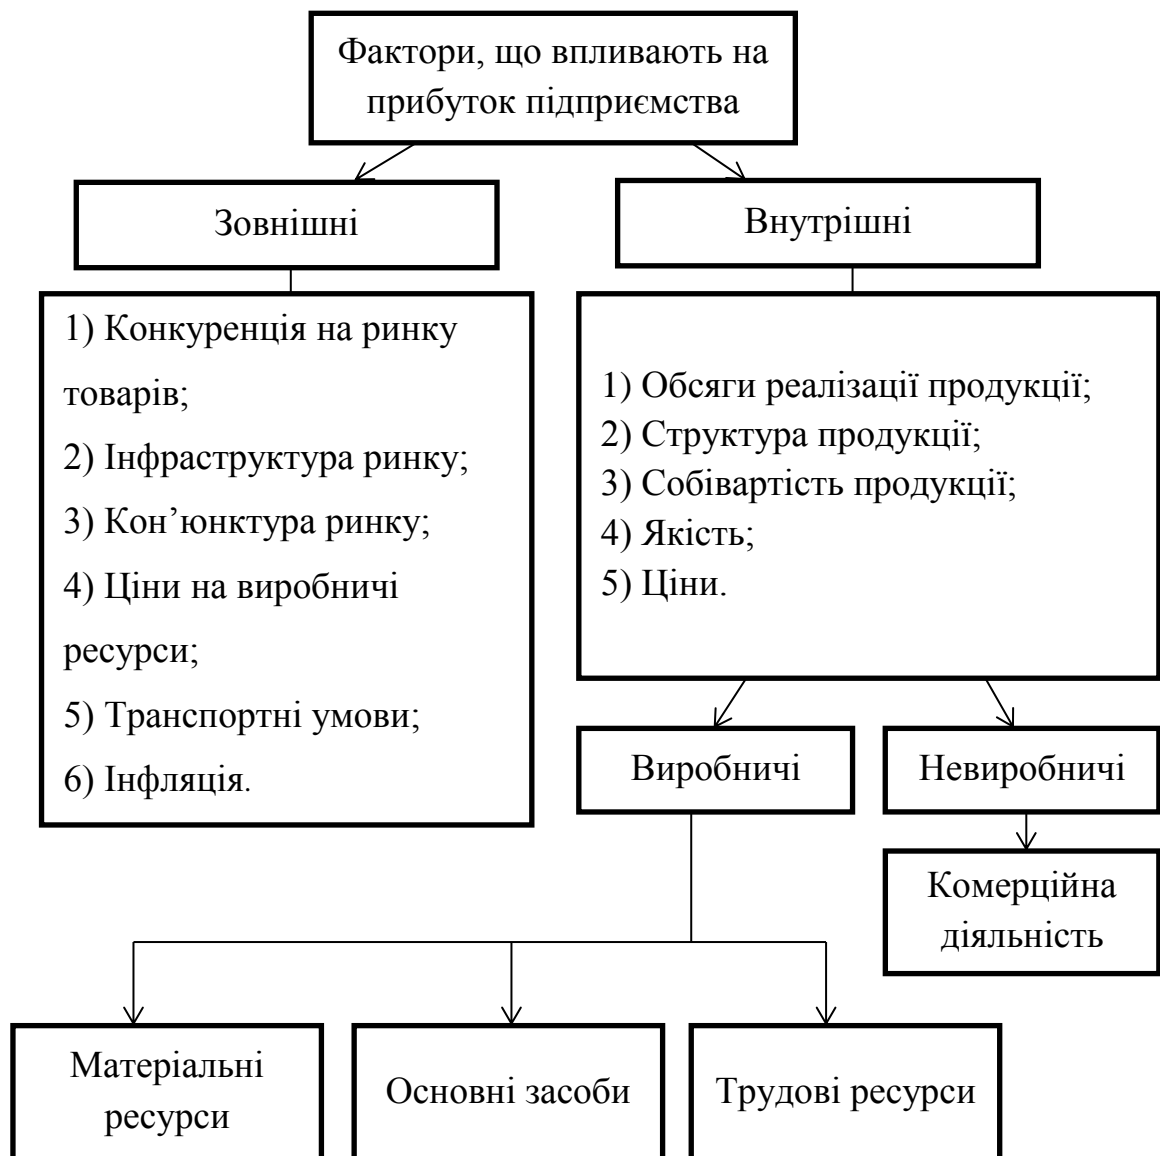 Фактори, що впливають на
прибуток підприємства
Зовнішні
Внутрішні
1) Конкуренція на ринку
товарів;
2) Інфраструктура ринку;
3) Кон’юнктура ринку;
4) Ціни на виробничі
ресурси;
5) Транспортні умови;
6) Інфляція.
1) Обсяги реалізації продукції;
2) Структура продукції;
3) Собівартість продукції;
4) Якість;
5) Ціни.
Виробничі
Невиробничі
Комерційна
діяльність
Матеріальні
ресурси
Основні засоби
Трудові ресурси